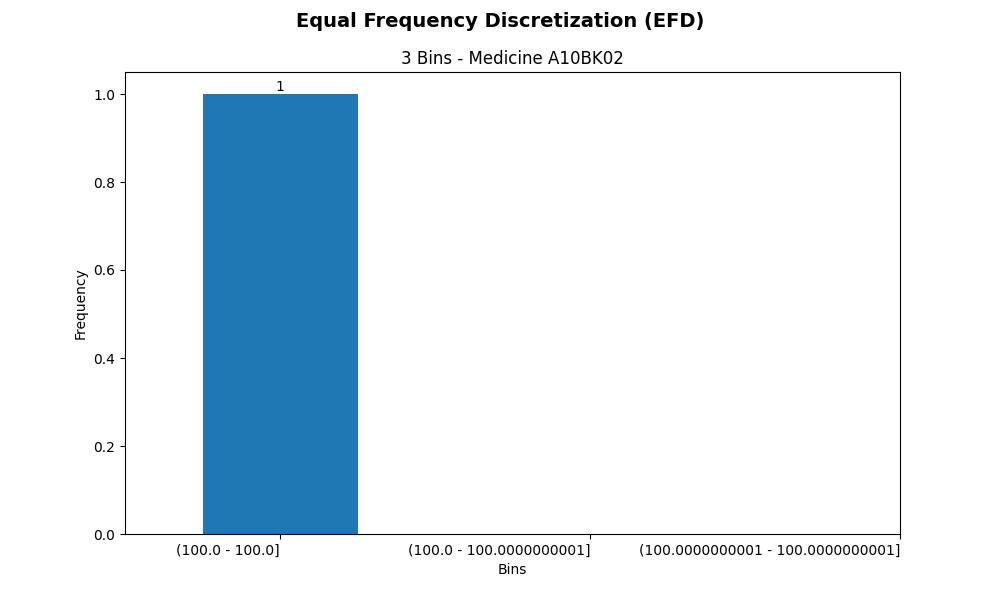 Equal Frequency Discretization (EFD)
3 Bins - Medicine A10BK02
1
1.0
0.8
0.6
0.4
0.2
0.0
Frequency
(100.0 - 100.0]
(100.0 - 100.0000000001]
(100.0000000001 - 100.0000000001]
Bins